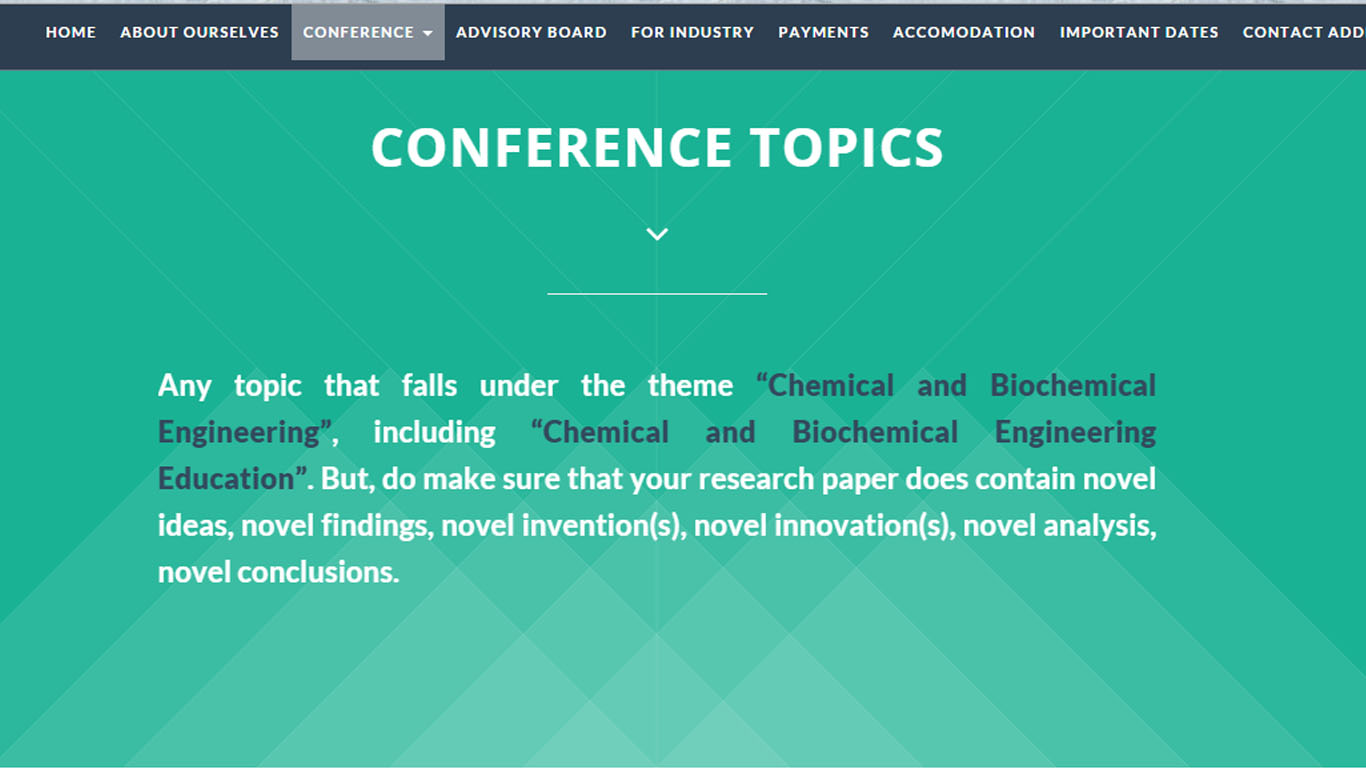 HOME ABOUT OURSELVES CONFERENCE ADVISORY BOARD FOR INDUSTRY PAYMENTS ACCOMODATION IMPORTANT DATES CONTACT
CONFERENCE TOPICS
Any topic that falls under the theme “Chemical and Biochemical
Engineering”, including “Chemical and Biochemical Engineering
Education”. But, do make sure that your research paper does contain novel
ideas, novel findings, novel invention(s), novel innovation(s), novel analysis,
novel conclusions.